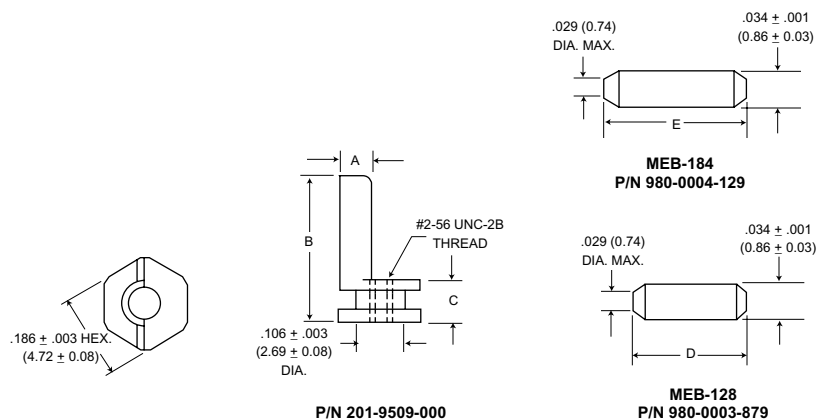 .029 (0.74)
DIA. MAX.
.034 ± .001
(0.86 ± 0.03)
E
MEB-184
P/N 980-0004-129
A
B
#2-56 UNC-2B
THREAD
C
.186 ± .003 HEX.
(4.72 ± 0.08)
.106 ± .003
(2.69 ± 0.08)
DIA.
P/N 201-9509-000
.029 (0.74)
DIA. MAX.
.034 ± .001
(0.86 ± 0.03)
D
MEB-128
P/N 980-0003-879